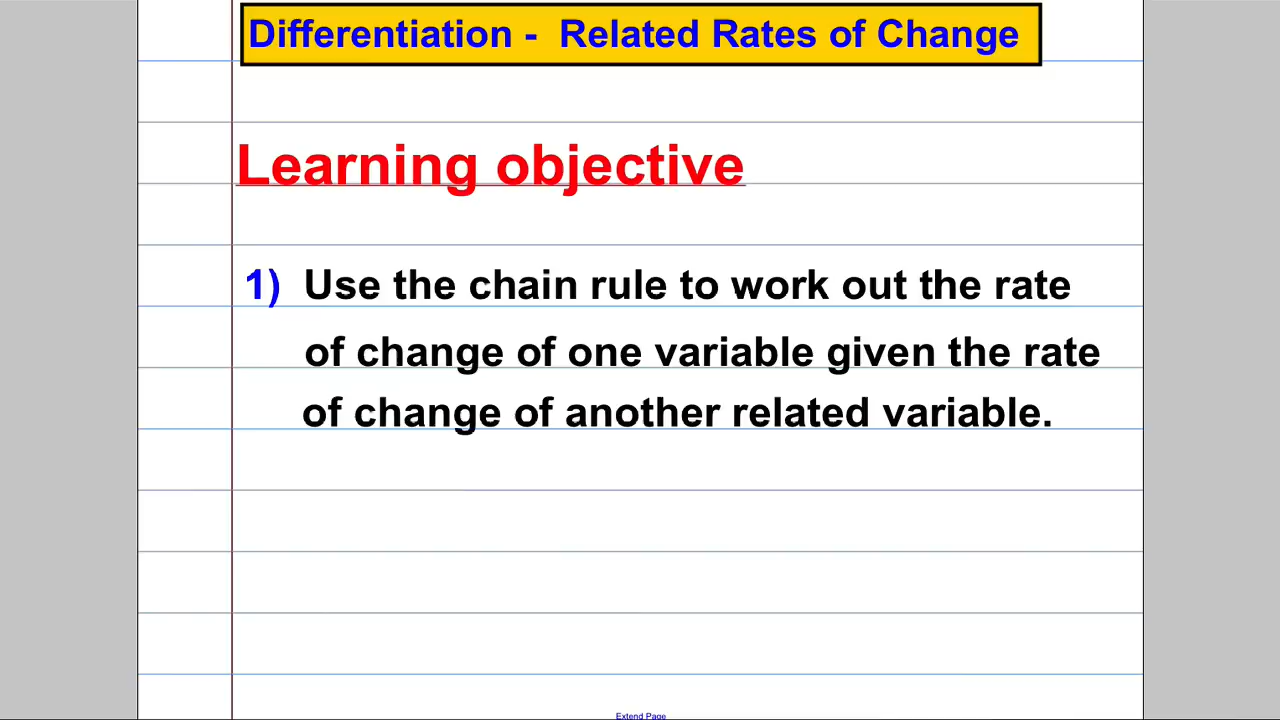 Differentiation - Related Rates of Change
Learning objective
1) Use the chain rule to work out the rate
of change of one variable given the rate
of change of another related variable.
Extend Page